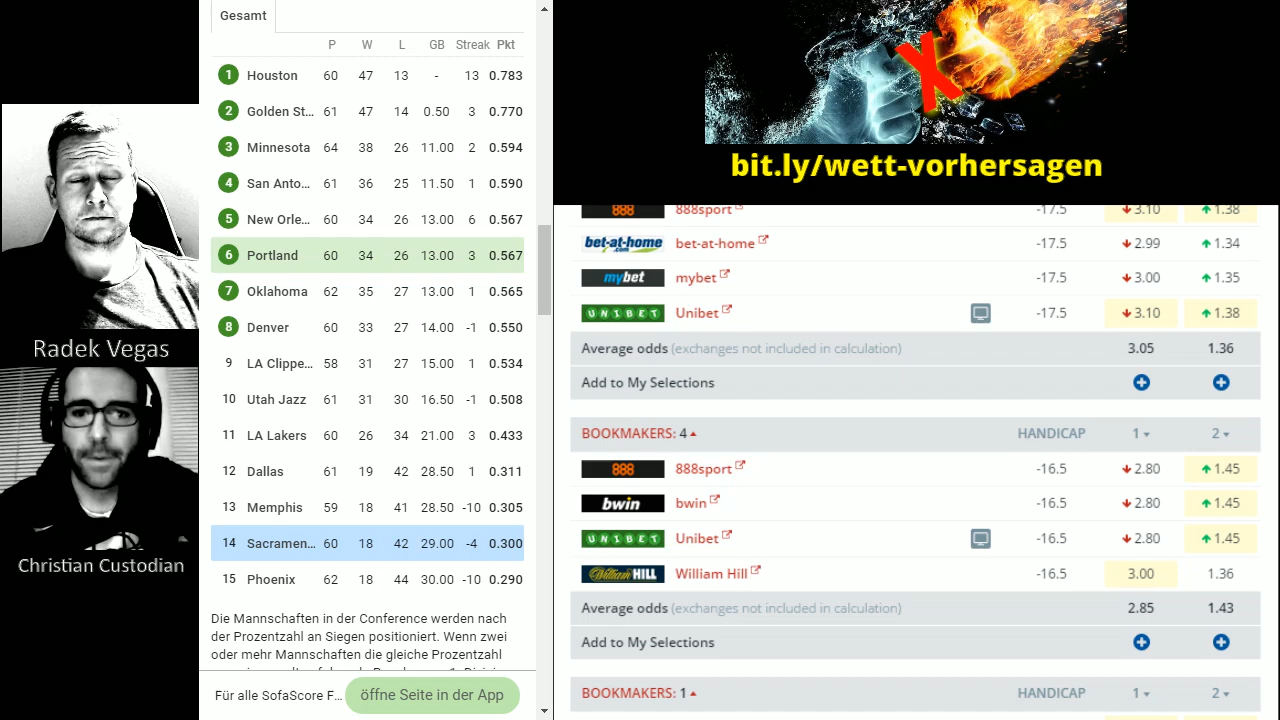 Radek Vegas
Christian Custodian
Gesamt
P W L GB Streak Pkt
1 Houston 60 47 13 - 13 0.783
2 Golden St... 61 47 14 0.50 3 0.770
3 Minnesota 64 38 26 11.00 2 0.594
4 San Anto... 61 36 25 11.50 1 0.590
5 New Orle... 60 34 26 13.00 6 0.567
6 Portland 60 34 26 13.00 3 0.567
7 Oklahoma 62 35 27 13.00 1 0.565
8 Denver 60 33 27 14.00 -1 0.550
9 LA Clippe... 58 31 27 15.00 1 0.534
10 Utah Jazz 61 31 30 16.50 -1 0.508
11 LA Lakers 60 26 34 21.00 3 0.433
12 Dallas 61 19 42 28.50 1 0.311
13 Memphis 59 18 41 28.50 -10 0.305
14 Sacramen... 60 18 42 29.00 -4 0.300
15 Phoenix 62 18 44 30.00 -10 0.290
Die Mannschaften in der Conference werden nach
der Prozentzahl an Siegen positioniert. Wenn zwei
oder mehr Mannschaften die gleiche Prozentzahl
Für alle SofaScore F... öffne Seite in der App
X
bit.ly/wett-vorhersagen
888 888sport -17.5 3.10 1.38
bet-at-home.com bet-at-home -17.5 2.99 1.34
mybet mybet -17.5 3.00 1.35
UNIBET Unibet -17.5 3.10 1.38
Average odds (exchanges not included in calculation) 3.05 1.36
Add to My Selections
BOOKMAKERS: 4 HANDICAP 1 2
888 888sport -16.5 2.80 1.45
bwin bwin -16.5 2.80 1.45
UNIBET Unibet -16.5 2.80 1.45
William HILL William Hill -16.5 3.00 1.36
Average odds (exchanges not included in calculation) 2.85 1.43
Add to My Selections
BOOKMAKERS: 1 HANDICAP 1 2